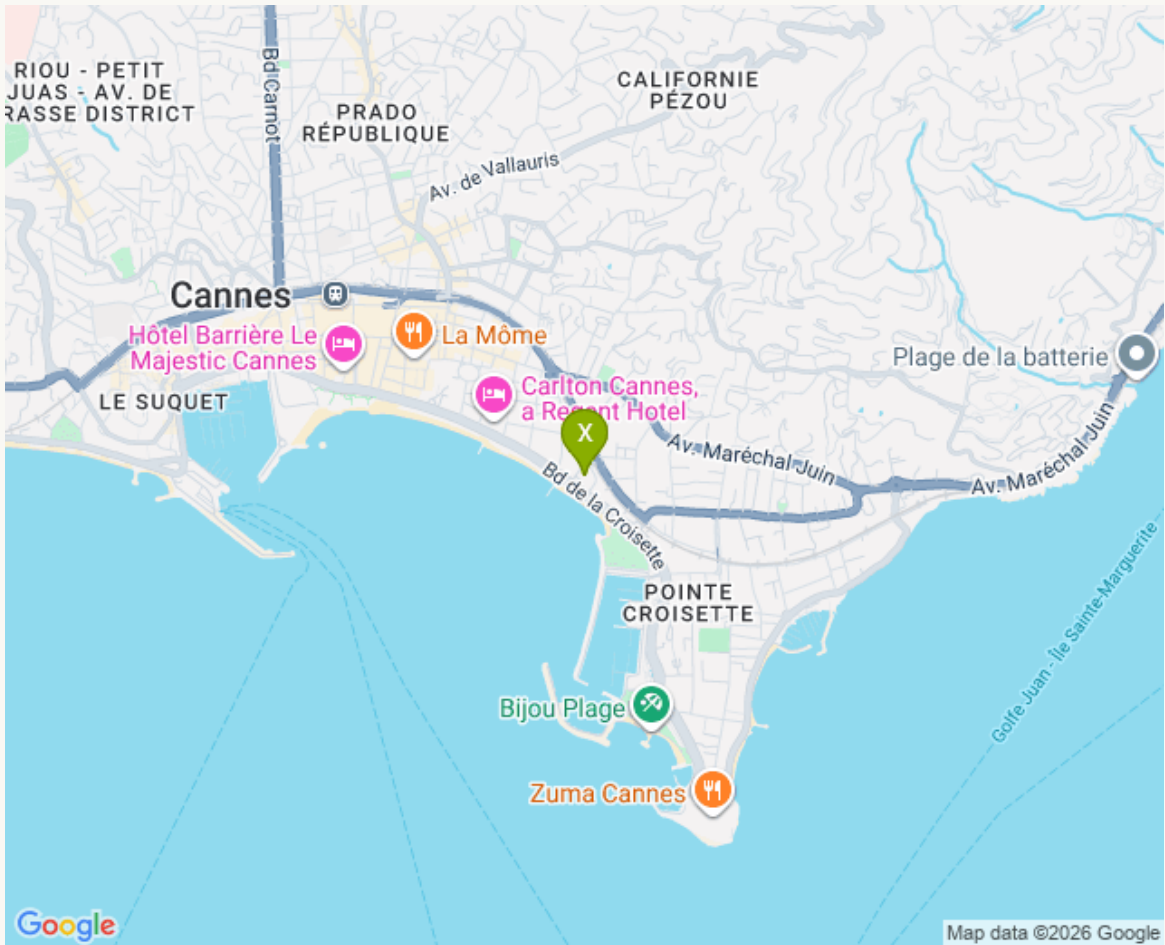 RIOU - PETIT
JUAS - AV. DE
RASSE DISTRICT
Bd Carnot
PRADO
RÉPUBLIQUE
CALIFORNIE
PÉZOU
Av. de Vallauris
Cannes
Hôtel Barrière Le
Majestic Cannes
La Môme
Plage de la batterie
LE SUQUET
Carlton Cannes,
a Regent Hotel
X
Av. Maréchal Juin
Av. Maréchal Juin
Bd de la Croisette
POINTE
CROISETTE
Golfe Juan - Île Sainte-Marguerite
Bijou Plage
Zuma Cannes
Google
Map data ©2026 Google